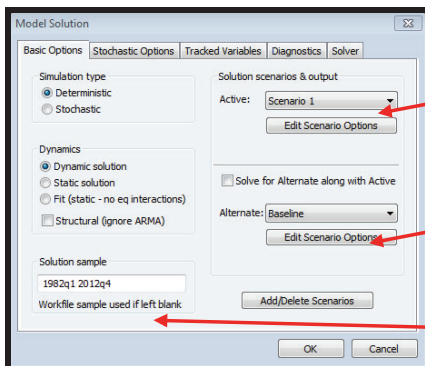 Model Solution
Basic Options Stochastic Options Tracked Variables Diagnostics Solver
Simulation type
Deterministic
Stochastic
Dynamics
Dynamic solution
Static solution
Fit (static - no eq interactions)
Structural (ignore ARMA)
Solution sample
1982q1 2012q4
Workfile sample used if left blank
Solution scenarios & output
Active: Scenario 1
Edit Scenario Options
Solve for Alternate along with Active
Alternate: Baseline
Edit Scenario Options
Add/Delete Scenarios
OK Cancel